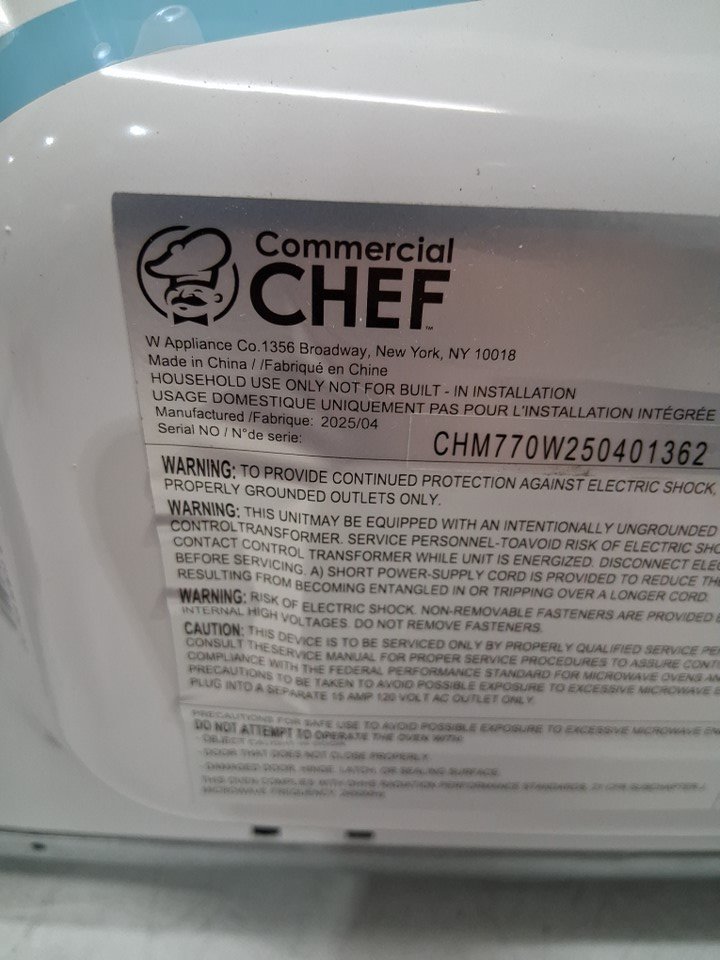 Commercial
CHEF™
W Appliance Co.1356 Broadway, New York, NY 10018
Made in China / /Fabriqué en Chine
HOUSEHOLD USE ONLY NOT FOR BUILT - IN INSTALLATION
USAGE DOMESTIQUE UNIQUEMENT PAS POUR L'INSTALLATION INTÉGRÉE
Manufactured /Fabrique: 2025/04
Serial NO / N°de serie:
CHM770W250401362
WARNING: TO PROVIDE CONTINUED PROTECTION AGAINST ELECTRIC SHOCK,
PROPERLY GROUNDED OUTLETS ONLY.
WARNING: THIS UNITMAY BE EQUIPPED WITH AN INTENTIONALLY UNGROUNDED
CONTROLTRANSFORMER. SERVICE PERSONNEL-TOAVOID RISK OF ELECTRIC SHO
CONTACT CONTROL TRANSFORMER WHILE UNIT IS ENERGIZED. DISCONNECT ELEC
BEFORE SERVICING. A) SHORT POWER-SUPPLY CORD IS PROVIDED TO REDUCE THE
RESULTING FROM BECOMING ENTANGLED IN OR TRIPPING OVER A LONGER CORD.
WARNING: RISK OF ELECTRIC SHOCK. NON-REMOVABLE FASTENERS ARE PROVIDED
INTERNAL HIGH VOLTAGES. DO NOT REMOVE FASTENERS.
CAUTION: THIS DEVICE IS TO BE SERVICED ONLY BY PROPERLY QUALIFIED SERVICE PE
CONSULT THESERVICE MANUAL FOR PROPER SERVICE PROCEDURES TO ASSURE CONT
COMPLIANCE WITH THE FEDERAL PERFORMANCE STANDARD FOR MICROWAVE OVENS AN
PRECAUTIONS TO BE TAKEN TO AVOID POSSIBLE EXPOSURE TO EXCESSIVE MICROWAVE
PLUG INTO A SEPARATE 15 AMP 120 VOLT AC OUTLET ONLY.
PRECAUTIONS FOR SAFE USE TO AVOID POSSIBLE EXPOSURE TO EXCESSIVE MICROWAVE EN
DO NOT ATTEMPT TO OPERATE THE OVEN WITH:
- DOOR THAT DOES NOT CLOSE PROPERLY.
- DAMAGED DOOR, HINGE, LATCH, OR SEALING SURFACE.